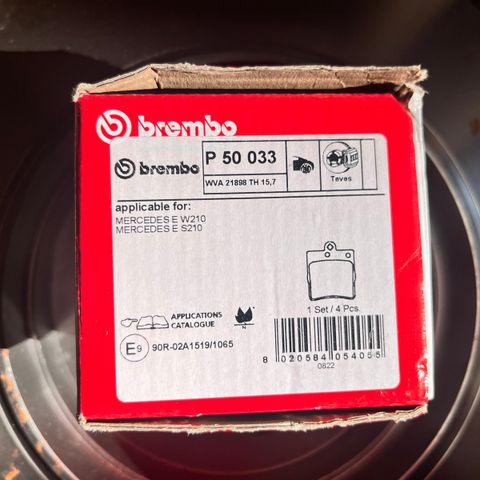 brembo
brembo
P 50 033
WVA 21898 TH 15,7
Teves
applicable for:
MERCEDES E W210
MERCEDES E S210
1 Set / 4 Pcs.
APPLICATIONS
CATALOGUE
N
E9
90R-02A1519/1065
8 020584 054055
0822